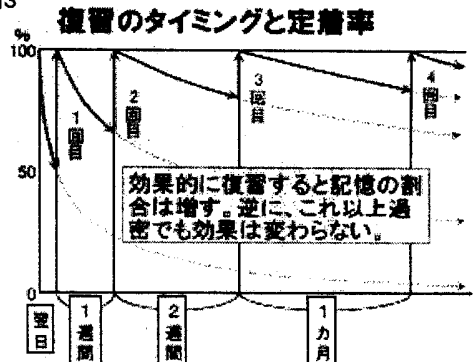 復習のタイミングと定着率
%
100
50
0
1回目
2回目
3回目
4回目
効果的に復習すると記憶の割
合は増す。逆に、これ以上過
密でも効果は変わらない。
翌日
1週間
2週間
1カ月